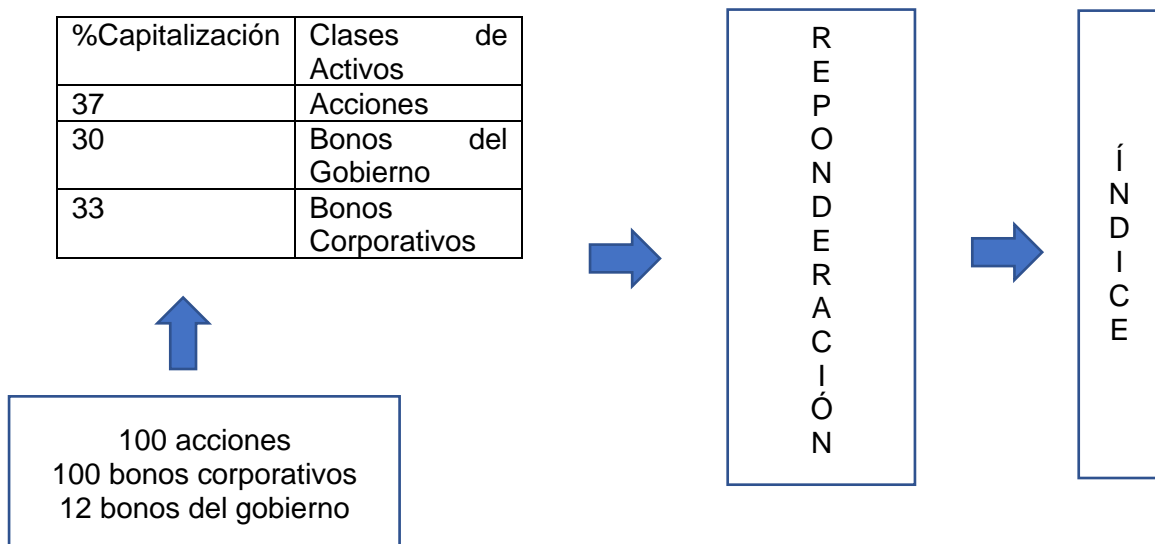 %Capitalización Clases de
Activos
37 Acciones
30 Bonos del
Gobierno
33 Bonos
Corporativos
100 acciones
100 bonos corporativos
12 bonos del gobierno
R
E
P
O
N
D
E
R
A
C
I
Ó
N
Í
N
D
I
C
E